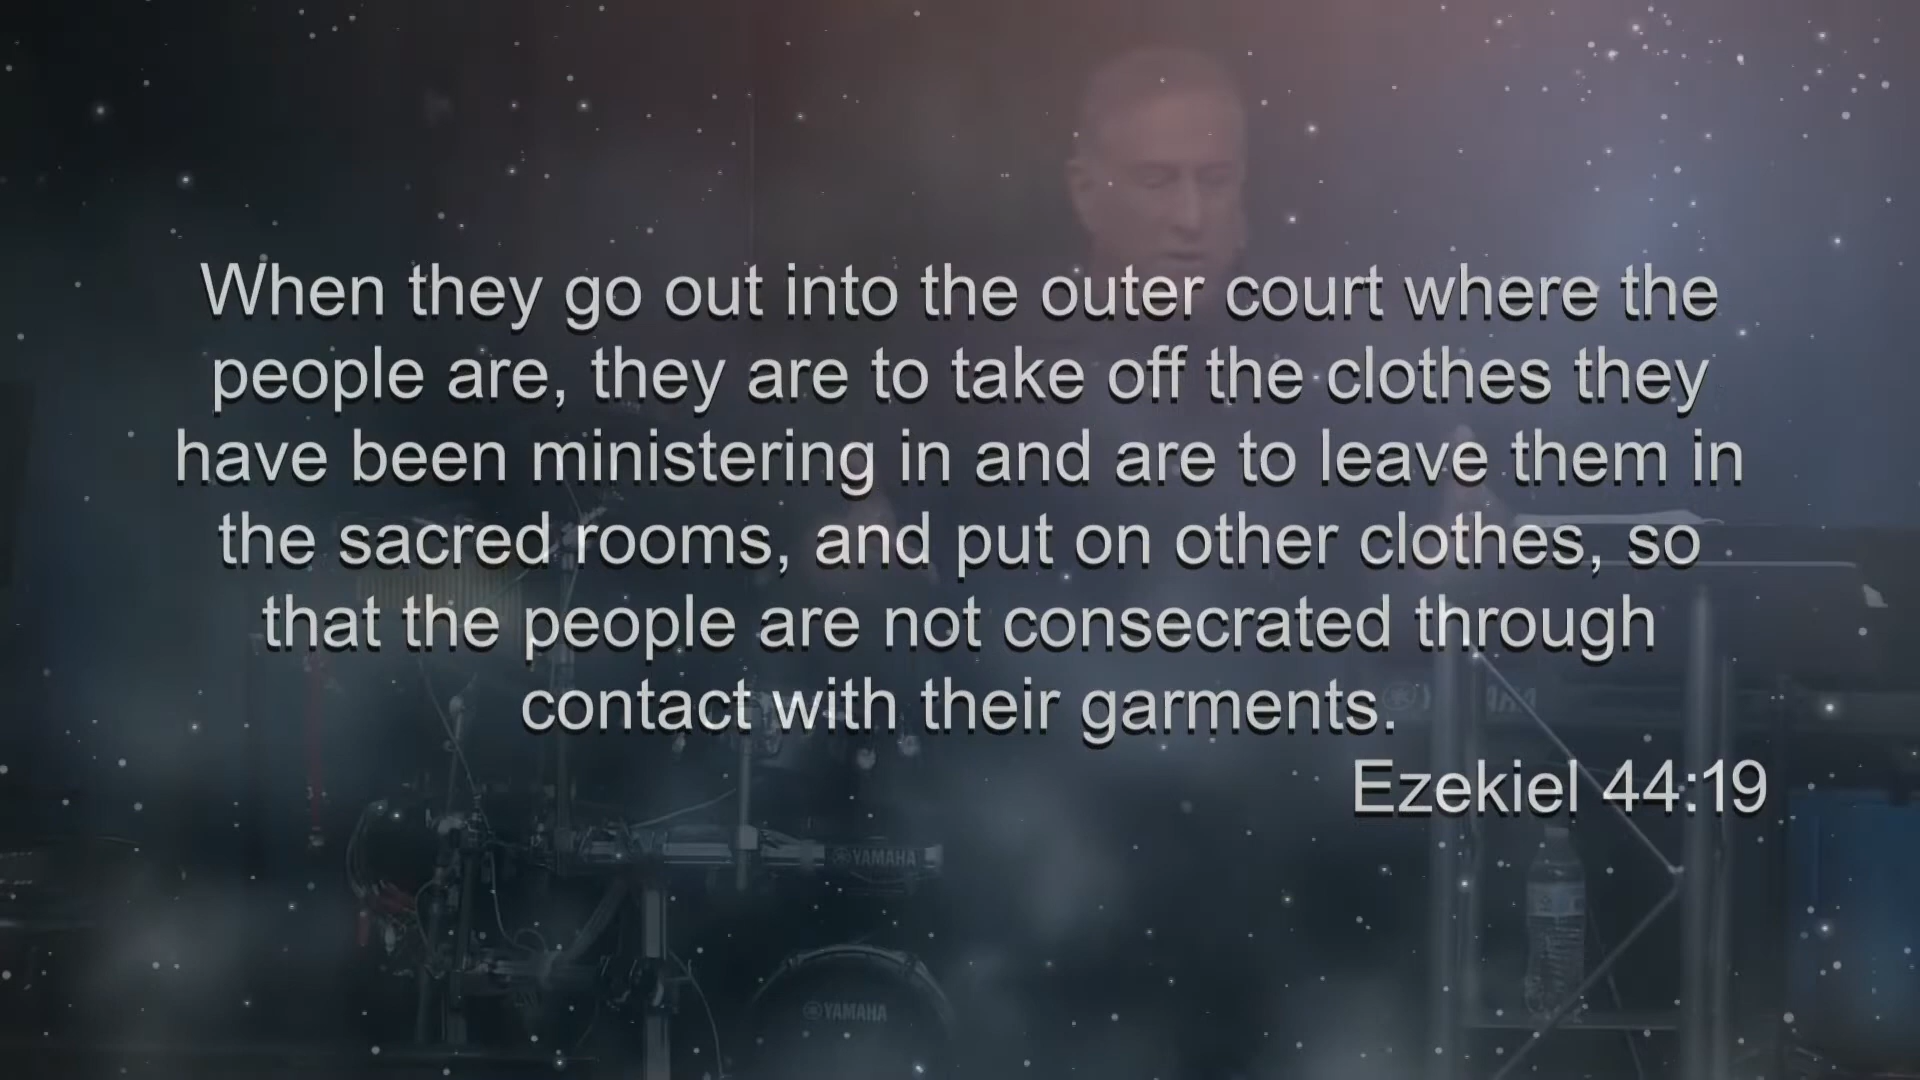 When they go out into the outer court where the
people are, they are to take off the clothes they
have been ministering in and are to leave them in
the sacred rooms, and put on other clothes, so
that the people are not consecrated through
contact with their garments.
Ezekiel 44:19
YAMAHA
YAMAHA